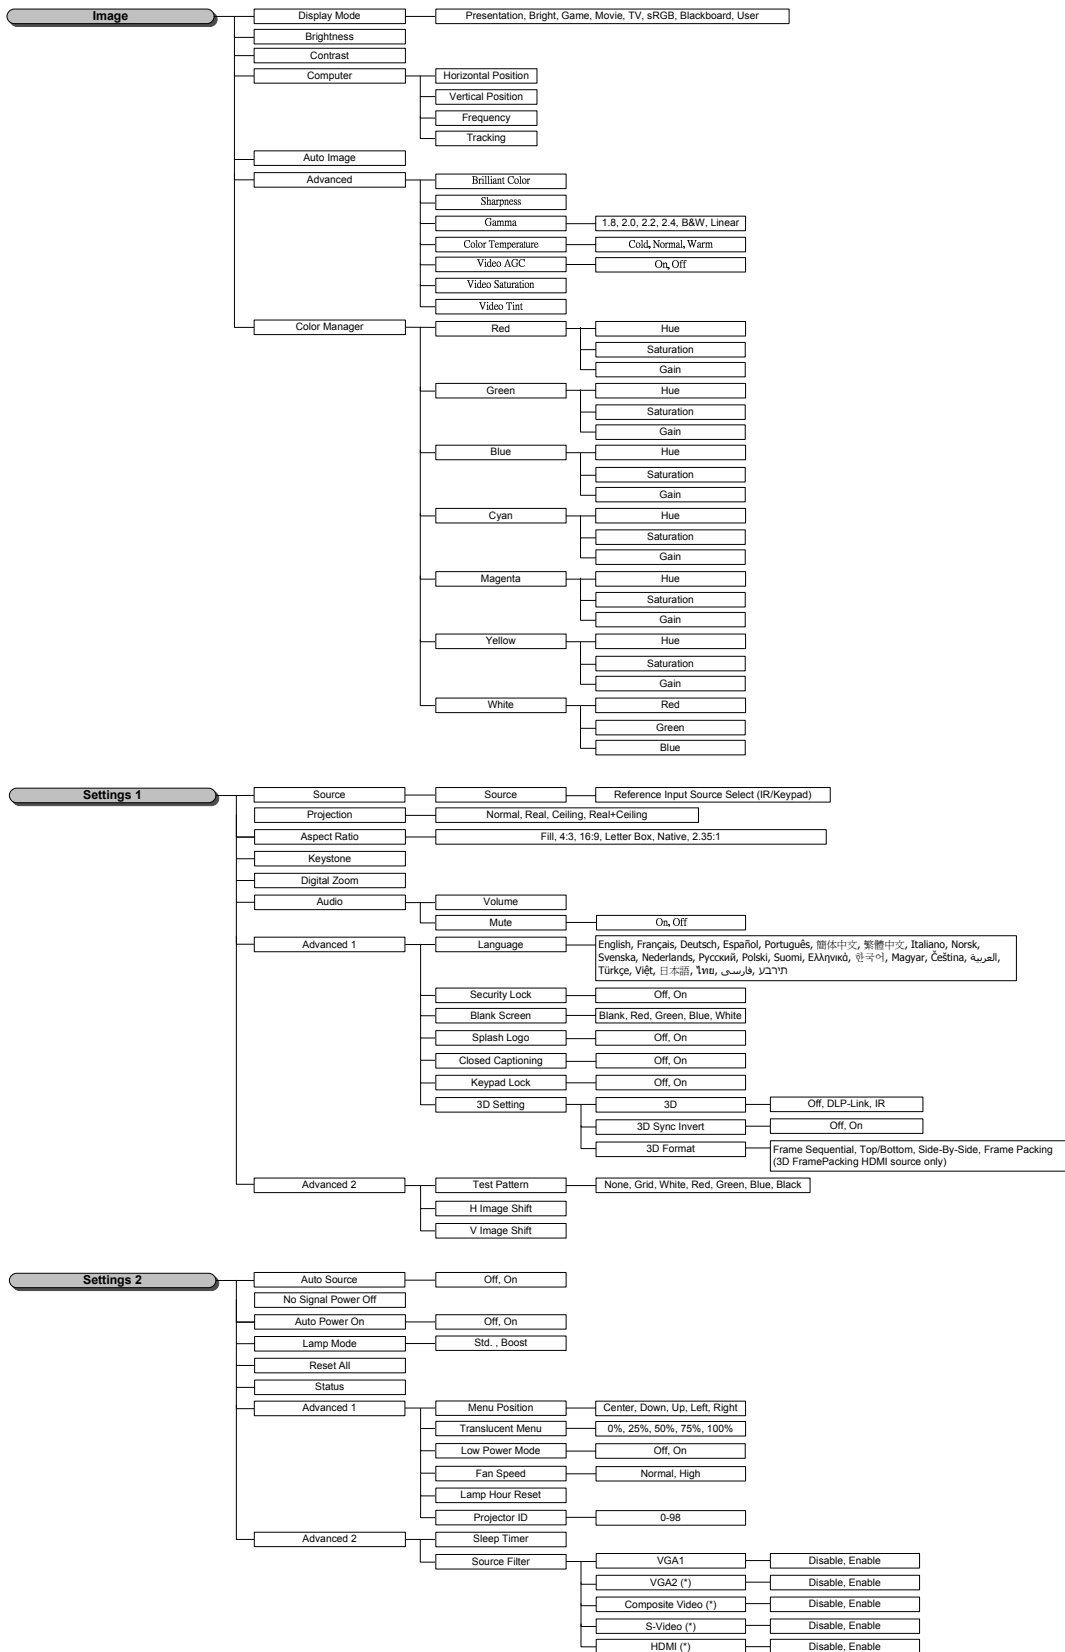 Image
Display Mode
Presentation, Bright, Game, Movie, TV, sRGB, Blackboard, User
Brightness
Contrast
Computer
Horizontal Position
Vertical Position
Frequency
Tracking
Auto Image
Advanced
Brilliant Color
Sharpness
Gamma
1.8, 2.0, 2.2, 2.4, B&W, Linear
Color Temperature
Cold, Normal, Warm
Video AGC
On, Off
Video Saturation
Video Tint
Color Manager
Red
Hue
Saturation
Gain
Green
Hue
Saturation
Gain
Blue
Hue
Saturation
Gain
Cyan
Hue
Saturation
Gain
Magenta
Hue
Saturation
Gain
Yellow
Hue
Saturation
Gain
White
Red
Green
Blue
Settings 1
Source
Source
Reference Input Source Select (IR/Keypad)
Projection
Normal, Real, Ceiling, Real+Ceiling
Aspect Ratio
Fill, 4:3, 16:9, Letter Box, Native, 2.35:1
Keystone
Digital Zoom
Audio
Volume
Mute
On, Off
Advanced 1
Language
English, Français, Deutsch, Español, Português, 簡体中文, 繁體中文, Italiano, Norsk,
Svenska, Nederlands, Русский, Polski, Suomi, Ελληνικά, 한국어, Magyar, Čeština, العربية,
Türkçe, Việt, 日本語, ไทย, فارسی, תירבע
Security Lock
Off, On
Blank Screen
Blank, Red, Green, Blue, White
Splash Logo
Off, On
Closed Captioning
Off, On
Keypad Lock
Off, On
3D Setting
3D
Off, DLP-Link, IR
3D Sync Invert
Off, On
3D Format
Frame Sequential, Top/Bottom, Side-By-Side, Frame Packing
(3D FramePacking HDMI source only)
Advanced 2
Test Pattern
None, Grid, White, Red, Green, Blue, Black
H Image Shift
V Image Shift
Settings 2
Auto Source
Off, On
No Signal Power Off
Auto Power On
Off, On
Lamp Mode
Std. , Boost
Reset All
Status
Advanced 1
Menu Position
Center, Down, Up, Left, Right
Translucent Menu
0%, 25%, 50%, 75%, 100%
Low Power Mode
Off, On
Fan Speed
Normal, High
Lamp Hour Reset
Projector ID
0-98
Advanced 2
Sleep Timer
Source Filter
VGA1
Disable, Enable
VGA2 (*)
Disable, Enable
Composite Video (*)
Disable, Enable
S-Video (*)
Disable, Enable
HDMI (*)
Disable, Enable